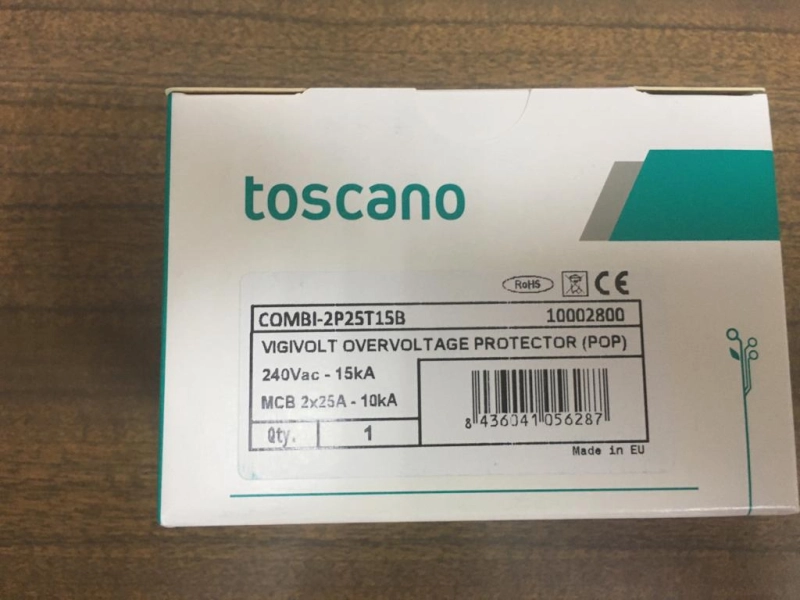 toscano
RoHS CE
COMBI-2P25T15B 10002800
VIGIVOLT OVERVOLTAGE PROTECTOR (POP)
240Vac - 15kA
MCB 2x25A - 10kA
8 436041 056287
Qty. 1
Made in EU